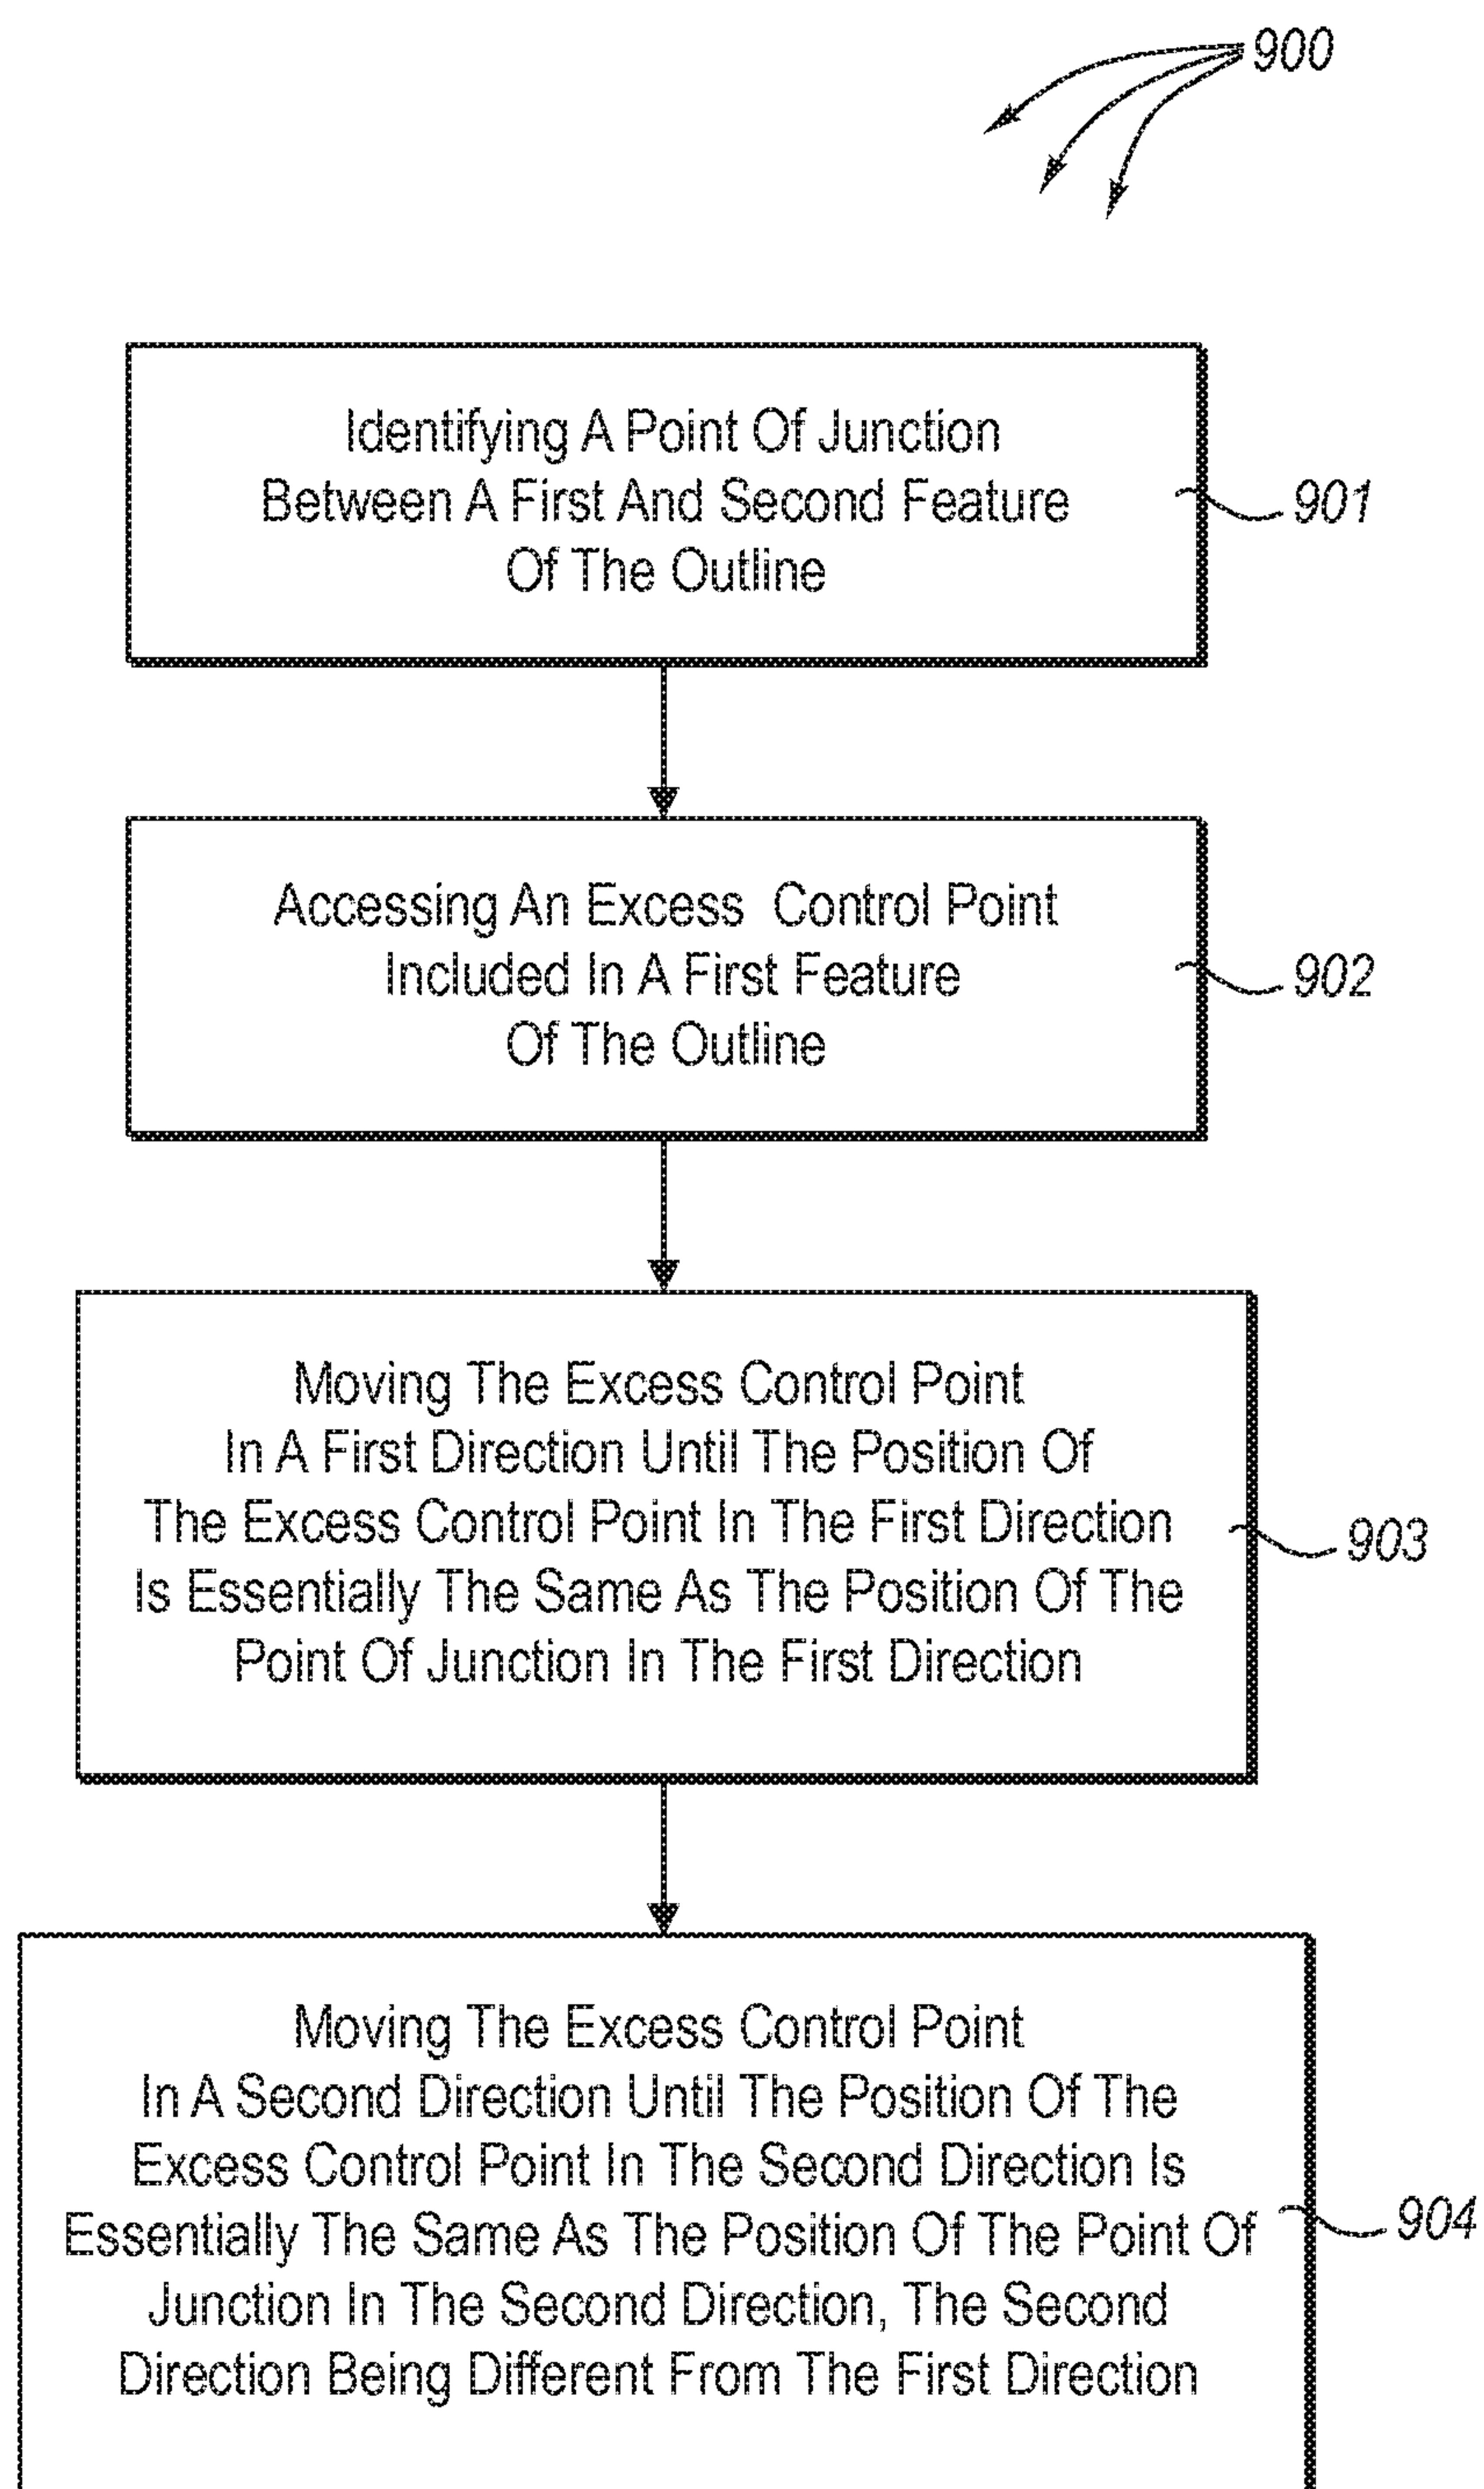 900
Identifying A Point Of Junction
Between A First And Second Feature
Of The Outline
901
Accessing An Excess Control Point
Included In A First Feature
Of The Outline
902
Moving The Excess Control Point
In A First Direction Until The Position Of
The Excess Control Point In The First Direction
Is Essentially The Same As The Position Of The
Point Of Junction In The First Direction
903
Moving The Excess Control Point
In A Second Direction Until The Position Of The
Excess Control Point In The Second Direction Is
Essentially The Same As The Position Of The Point Of
Junction In The Second Direction, The Second
Direction Being Different From The First Direction
904